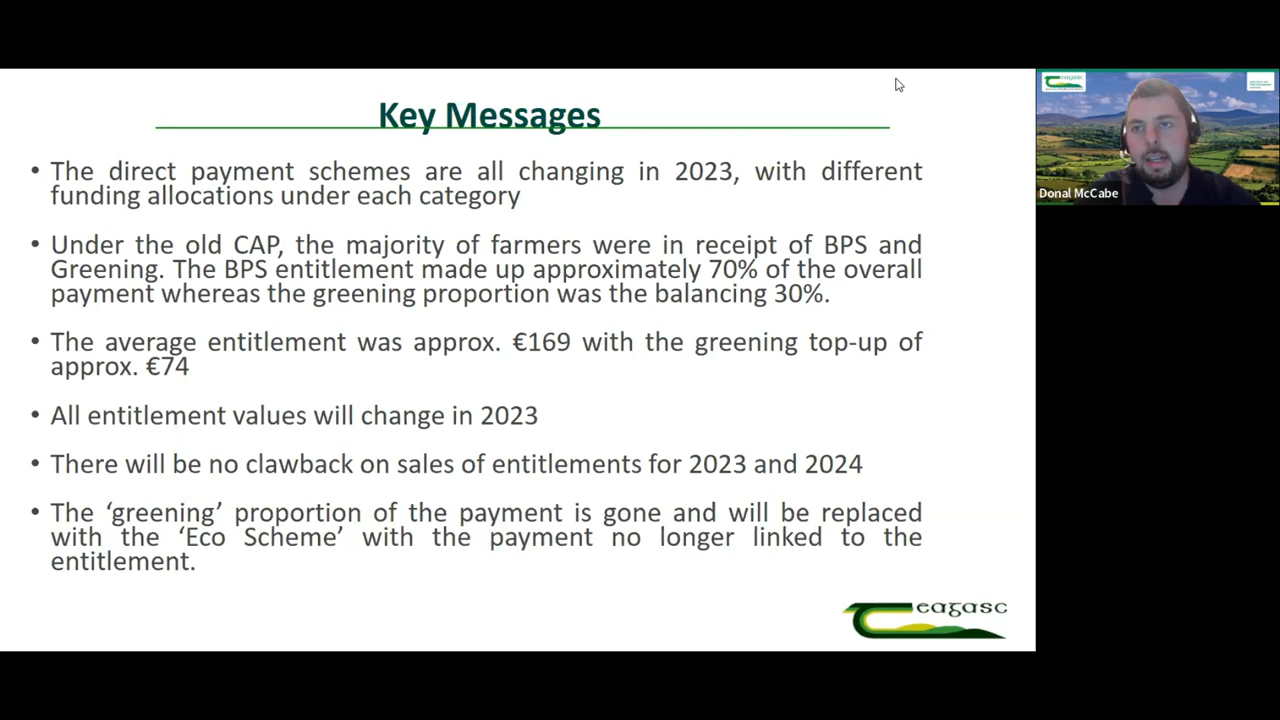 Key Messages
• The direct payment schemes are all changing in 2023, with different
funding allocations under each category
• Under the old CAP, the majority of farmers were in receipt of BPS and
Greening. The BPS entitlement made up approximately 70% of the overall
payment whereas the greening proportion was the balancing 30%.
• The average entitlement was approx. €169 with the greening top-up of
approx. €74
• All entitlement values will change in 2023
• There will be no clawback on sales of entitlements for 2023 and 2024
• The ‘greening’ proportion of the payment is gone and will be replaced
with the ‘Eco Scheme’ with the payment no longer linked to the
entitlement.
teagasc
teagasc
Donal McCabe